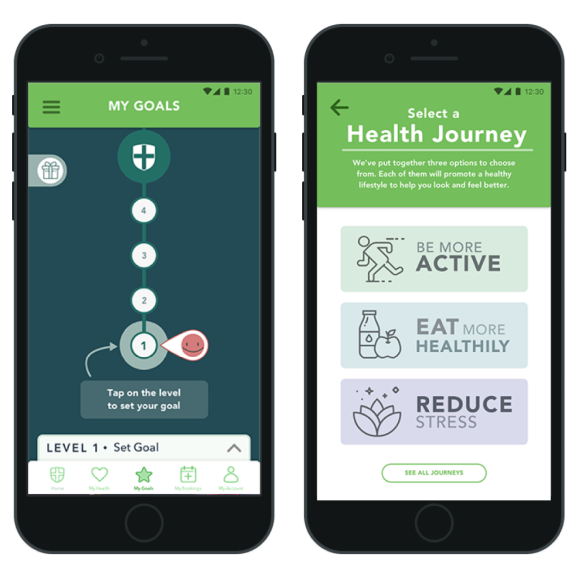 12:30
MY GOALS
4
3
2
1
Tap on the level
to set your goal
LEVEL 1 • Set Goal
Home
My Health
My Goals
My Bookings
My Account
12:30
Select a
Health Journey
We've put together three options to choose
from. Each of them will promote a healthy
lifestyle to help you look and feel better.
BE MORE
ACTIVE
EAT MORE
HEALTHILY
REDUCE
STRESS
SEE ALL JOURNEYS